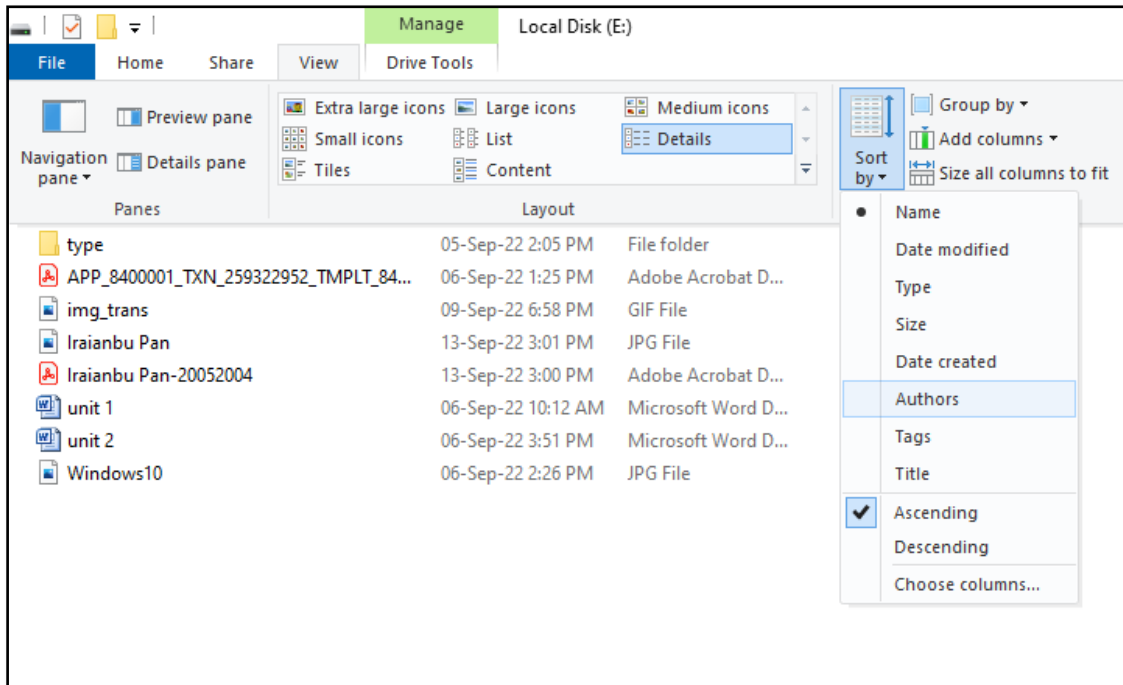 Manage Local Disk (E:)
File Home Share View Drive Tools
Navigation pane
Preview pane
Details pane
Panes
Extra large icons Large icons Medium icons
Small icons List Details
Tiles Content
Layout
Sort by
Group by
Add columns
Size all columns to fit
type 05-Sep-22 2:05 PM File folder
APP_8400001_TXN_259322952_TMPLT_84... 06-Sep-22 1:25 PM Adobe Acrobat D...
img_trans 09-Sep-22 6:58 PM GIF File
Iraianbu Pan 13-Sep-22 3:01 PM JPG File
Iraianbu Pan-20052004 13-Sep-22 3:00 PM Adobe Acrobat D...
unit 1 06-Sep-22 10:12 AM Microsoft Word D...
unit 2 06-Sep-22 3:51 PM Microsoft Word D...
Windows10 06-Sep-22 2:26 PM JPG File
Name
Date modified
Type
Size
Date created
Authors
Tags
Title
Ascending
Descending
Choose columns...